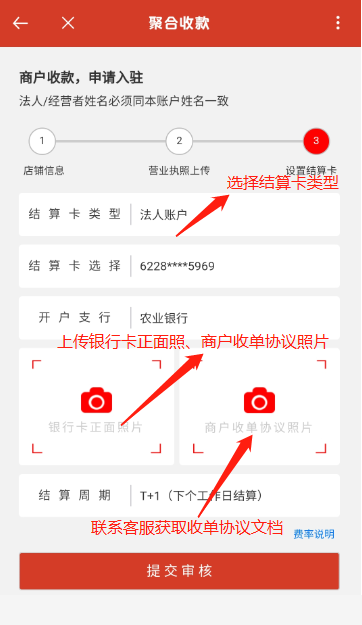 聚合收款
商户收款，申请入驻
法人/经营者姓名必须同本账户姓名一致
1 2 3
店铺信息 营业执照上传 设置结算卡
选择结算卡类型
结算卡类型 法人账户
结算卡选择 6228****5969
开户支行 农业银行
上传银行卡正面照、商户收单协议照片
银行卡正面照片 商户收单协议照片
结算周期 T+1（下个工作日结算）
联系客服获取收单协议文档
费率说明
提交审核